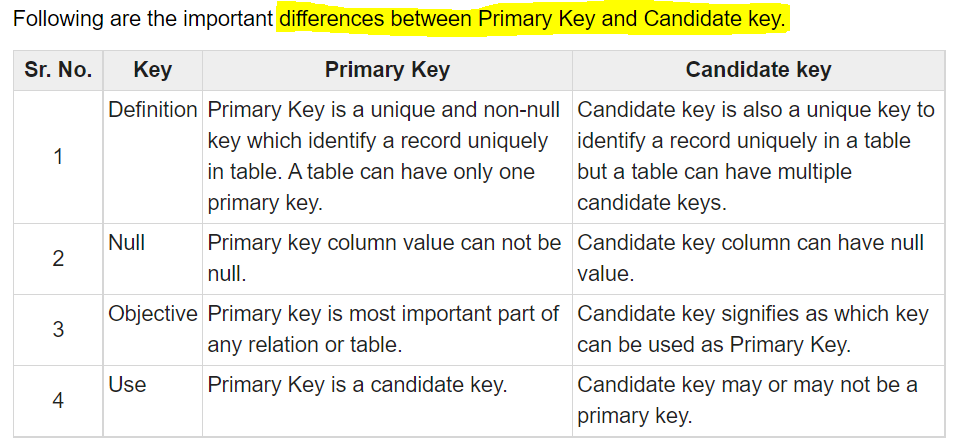 Following are the important differences between Primary Key and Candidate key.
Sr. No. Key Primary Key Candidate key
1
Definition
Primary Key is a unique and non-null
key which identify a record uniquely
in table. A table can have only one
primary key.
Candidate key is also a unique key to
identify a record uniquely in a table
but a table can have multiple
candidate keys.
2
Null
Primary key column value can not be
null.
Candidate key column can have null
value.
3
Objective
Primary key is most important part of
any relation or table.
Candidate key signifies as which key
can be used as Primary Key.
4
Use
Primary Key is a candidate key.
Candidate key may or may not be a
primary key.